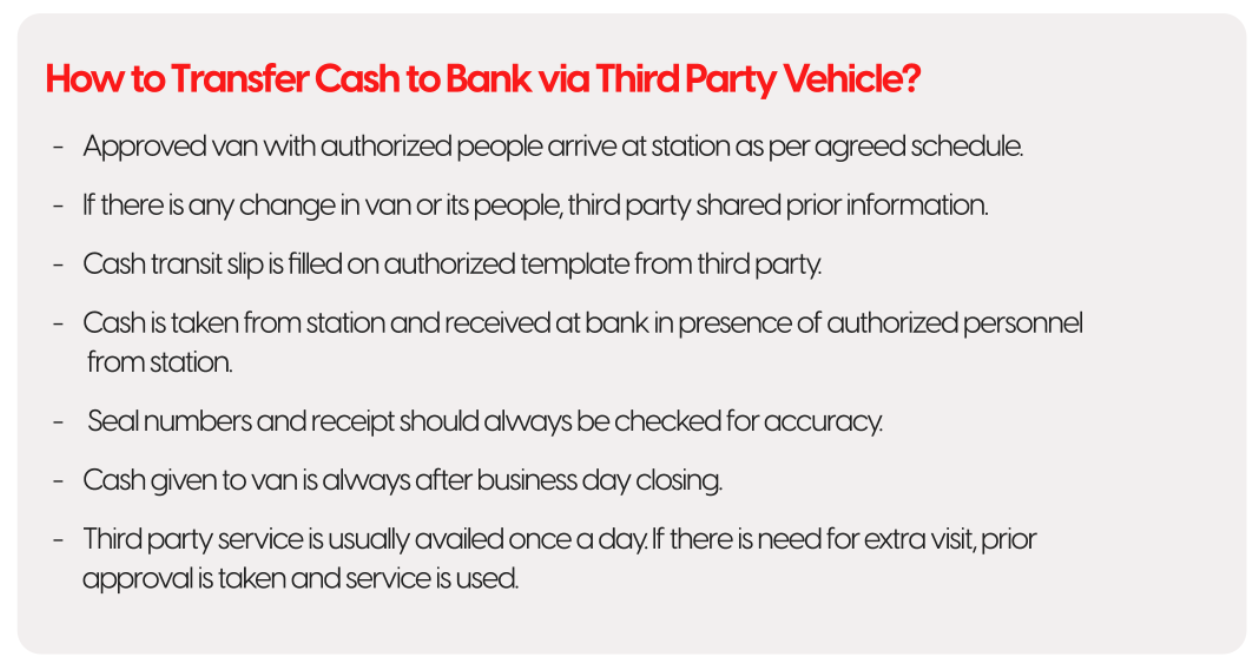 How to Transfer Cash to Bank via Third Party Vehicle?
- Approved van with authorized people arrive at station as per agreed schedule.
- If there is any change in van or its people, third party shared prior information.
- Cash transit slip is filled on authorized template from third party.
- Cash is taken from station and received at bank in presence of authorized personnel
from station.
- Seal numbers and receipt should always be checked for accuracy.
- Cash given to van is always after business day closing.
- Third party service is usually availed once a day. If there is need for extra visit, prior
approval is taken and service is used.